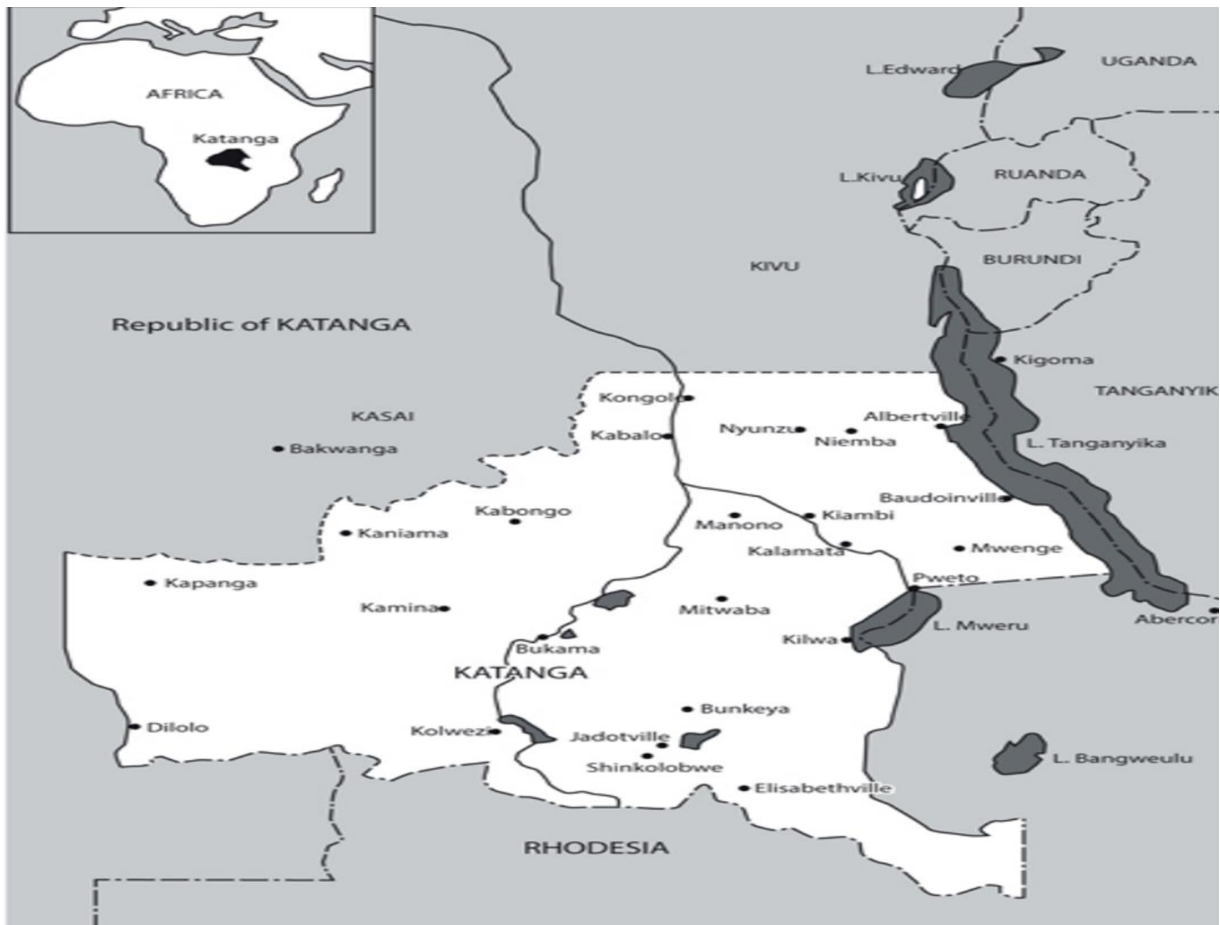 AFRICA
Katanga
L.Edward
UGANDA
L.Kivu
RUANDA
KIVU
BURUNDI
Republic of KATANGA
Kigoma
TANGANYIK
Kongolo
KASAI
Albertville
Kabalo
Nyunzu
Niemba
L. Tanganyika
Bakwanga
Baudoinville
Kabongo
Kiambi
Manono
Kaniama
Kalamata
Mwenge
Kapanga
Pweto
Kamina
Mitwaba
Abercor
L. Mweru
Kilwa
Bukama
KATANGA
Bunkeya
Dilolo
Kolwezi
Jadotville
L. Bangweulu
Shinkolobwe
Elisabethville
RHODESIA